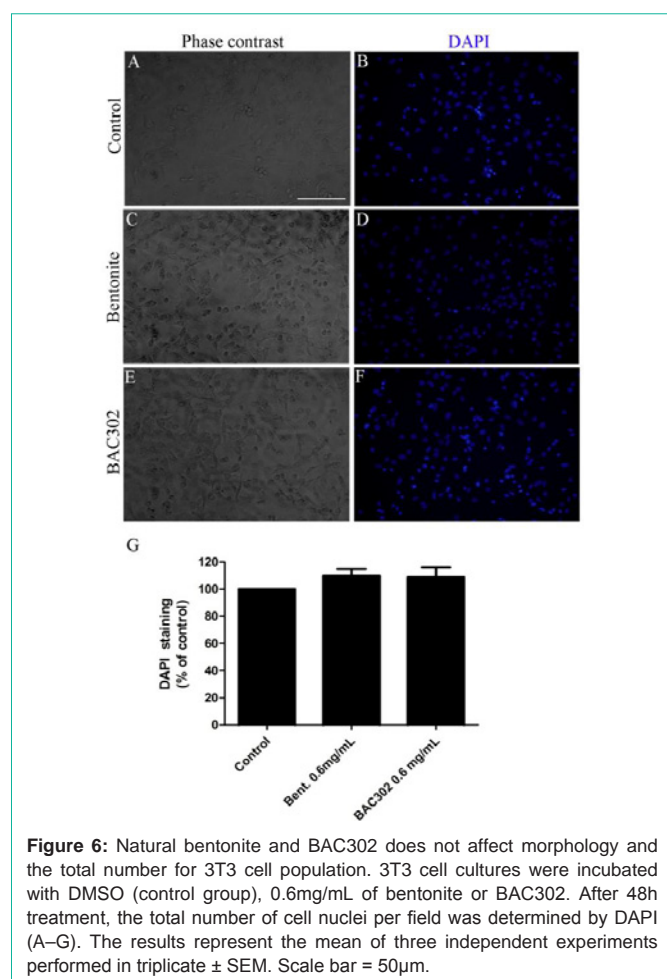 Phase contrast
DAPI
A
B
Control
C
D
Bentonite
E
F
BAC302
G
120
100
80
60
40
20
0
DAPI staining
(% of control)
Control
Bent. 0.6mg/mL
BAC302 0.6 mg/mL
Figure 6: Natural bentonite and BAC302 does not affect morphology and
the total number for 3T3 cell population. 3T3 cell cultures were incubated
with DMSO (control group), 0.6mg/mL of bentonite or BAC302. After 48h
treatment, the total number of cell nuclei per field was determined by DAPI
(A–G). The results represent the mean of three independent experiments
performed in triplicate ± SEM. Scale bar = 50μm.